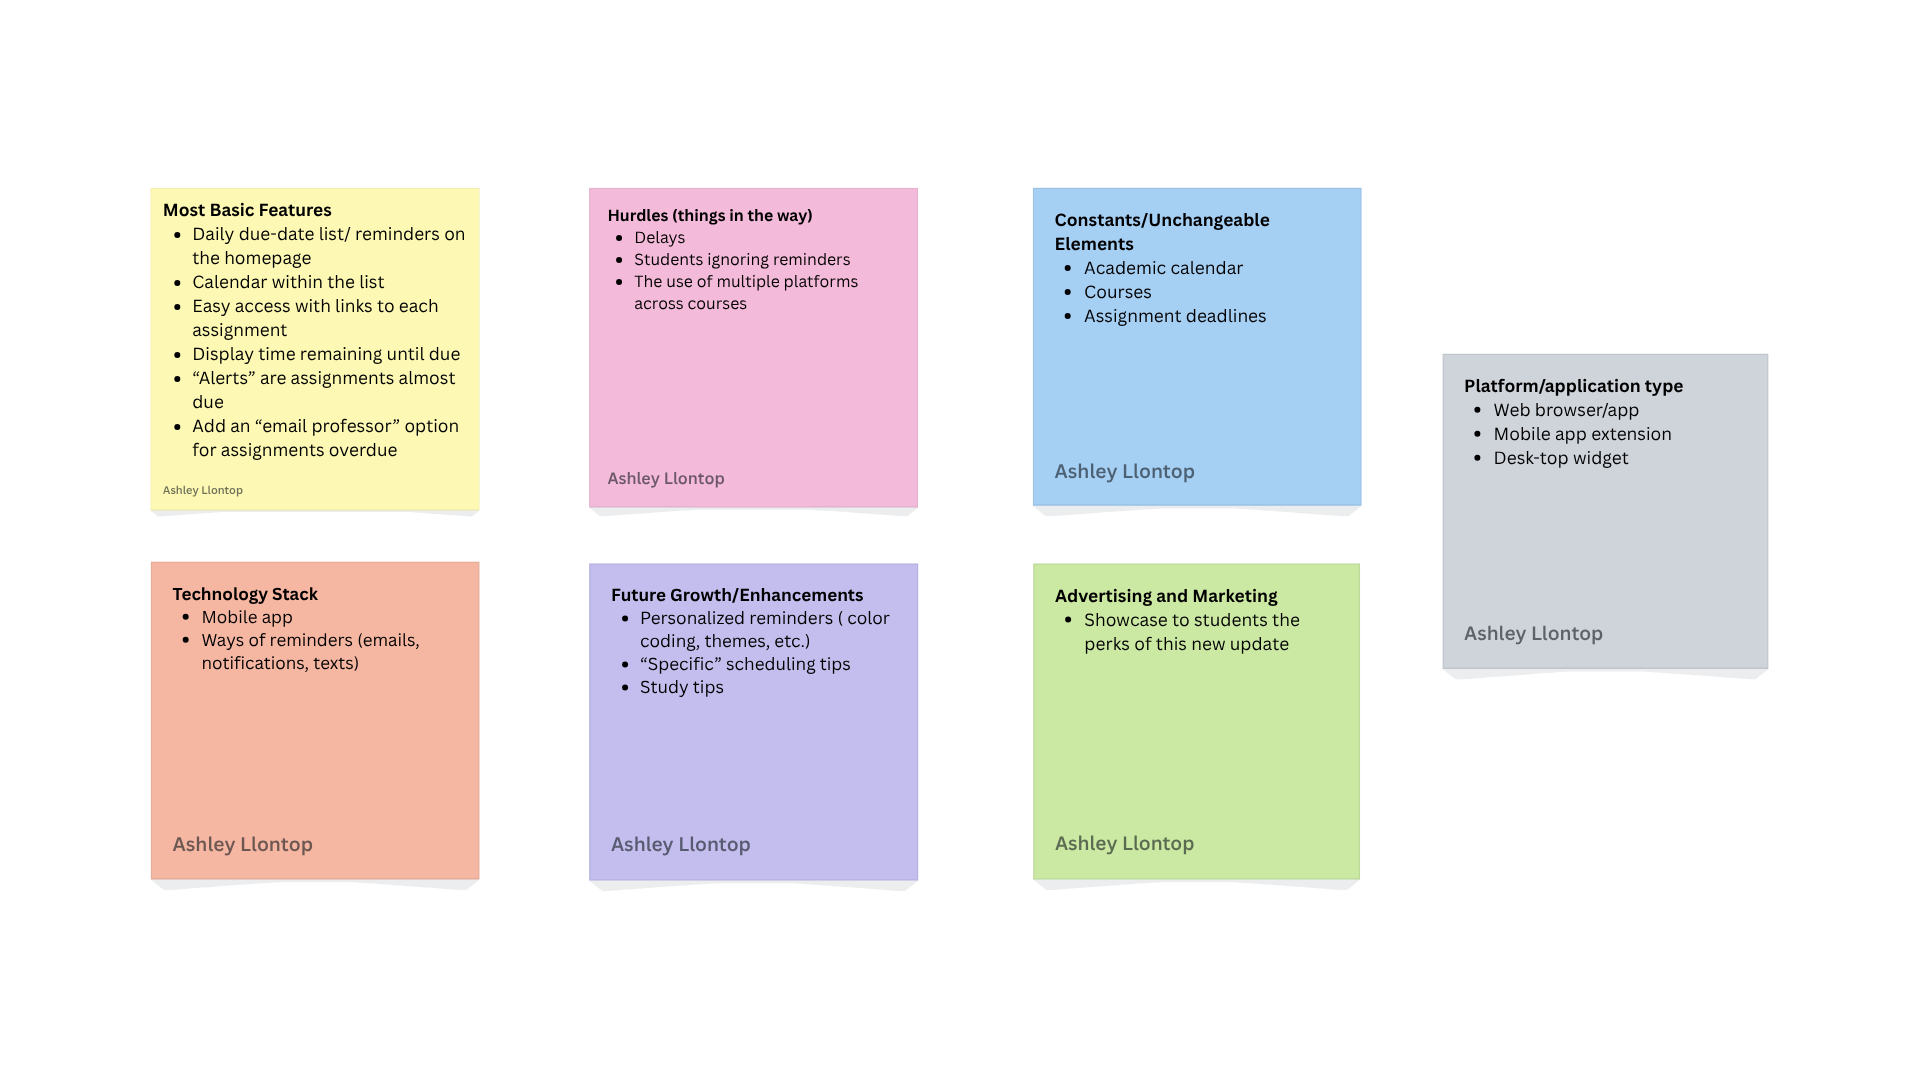 Most Basic Features
Daily due-date list/ reminders on
the homepage
Calendar within the list
Easy access with links to each
assignment
Display time remaining until due
“Alerts” are assignments almost
due
Add an “email professor” option
for assignments overdue
Ashley Llontop
Hurdles (things in the way)
Delays
Students ignoring reminders
The use of multiple platforms
across courses
Ashley Llontop
Constants/Unchangeable
Elements
Academic calendar
Courses
Assignment deadlines
Ashley Llontop
Platform/application type
Web browser/app
Mobile app extension
Desk-top widget
Ashley Llontop
Technology Stack
Mobile app
Ways of reminders (emails,
notifications, texts)
Ashley Llontop
Future Growth/Enhancements
Personalized reminders ( color
coding, themes, etc.)
“Specific” scheduling tips
Study tips
Ashley Llontop
Advertising and Marketing
Showcase to students the
perks of this new update
Ashley Llontop